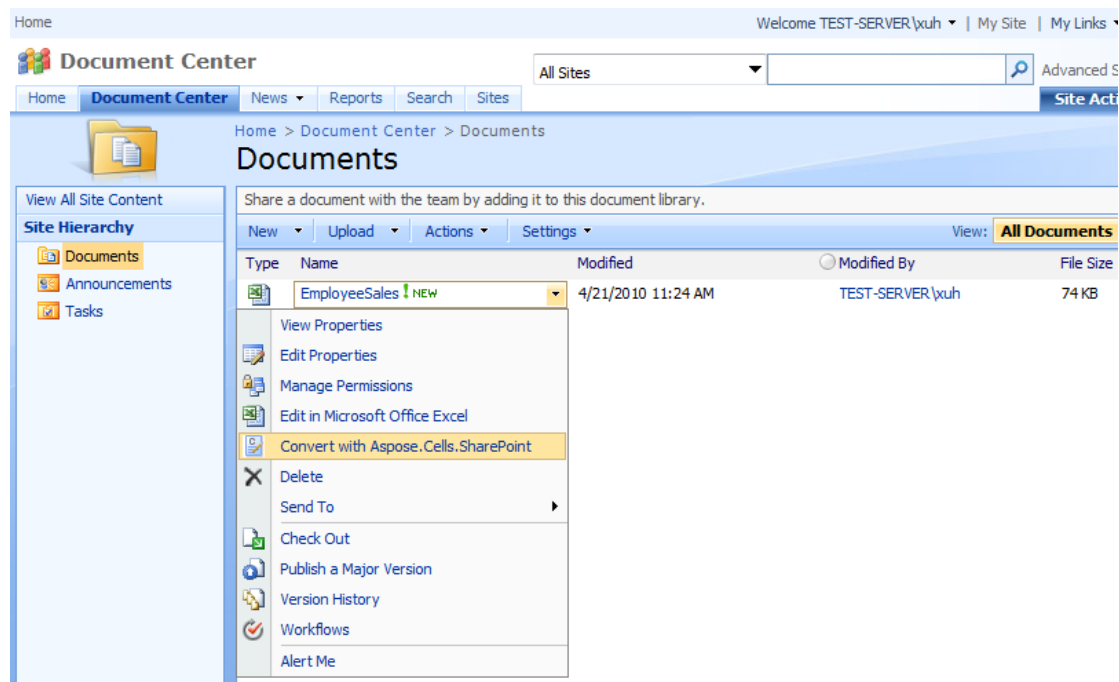 Home Welcome TEST-SERVER\xuh | My Site | My Links
Document Center All Sites Advanced S
Home Document Center News Reports Search Sites Site Acti
Home > Document Center > Documents
Documents
View All Site Content Share a document with the team by adding it to this document library.
Site Hierarchy New Upload Actions Settings View: All Documents
Documents Type Name Modified Modified By File Size
Announcements EmployeeSales ! NEW 4/21/2010 11:24 AM TEST-SERVER\xuh 74 KB
Tasks
View Properties
Edit Properties
Manage Permissions
Edit in Microsoft Office Excel
Convert with Aspose.Cells.SharePoint
Delete
Send To
Check Out
Publish a Major Version
Version History
Workflows
Alert Me